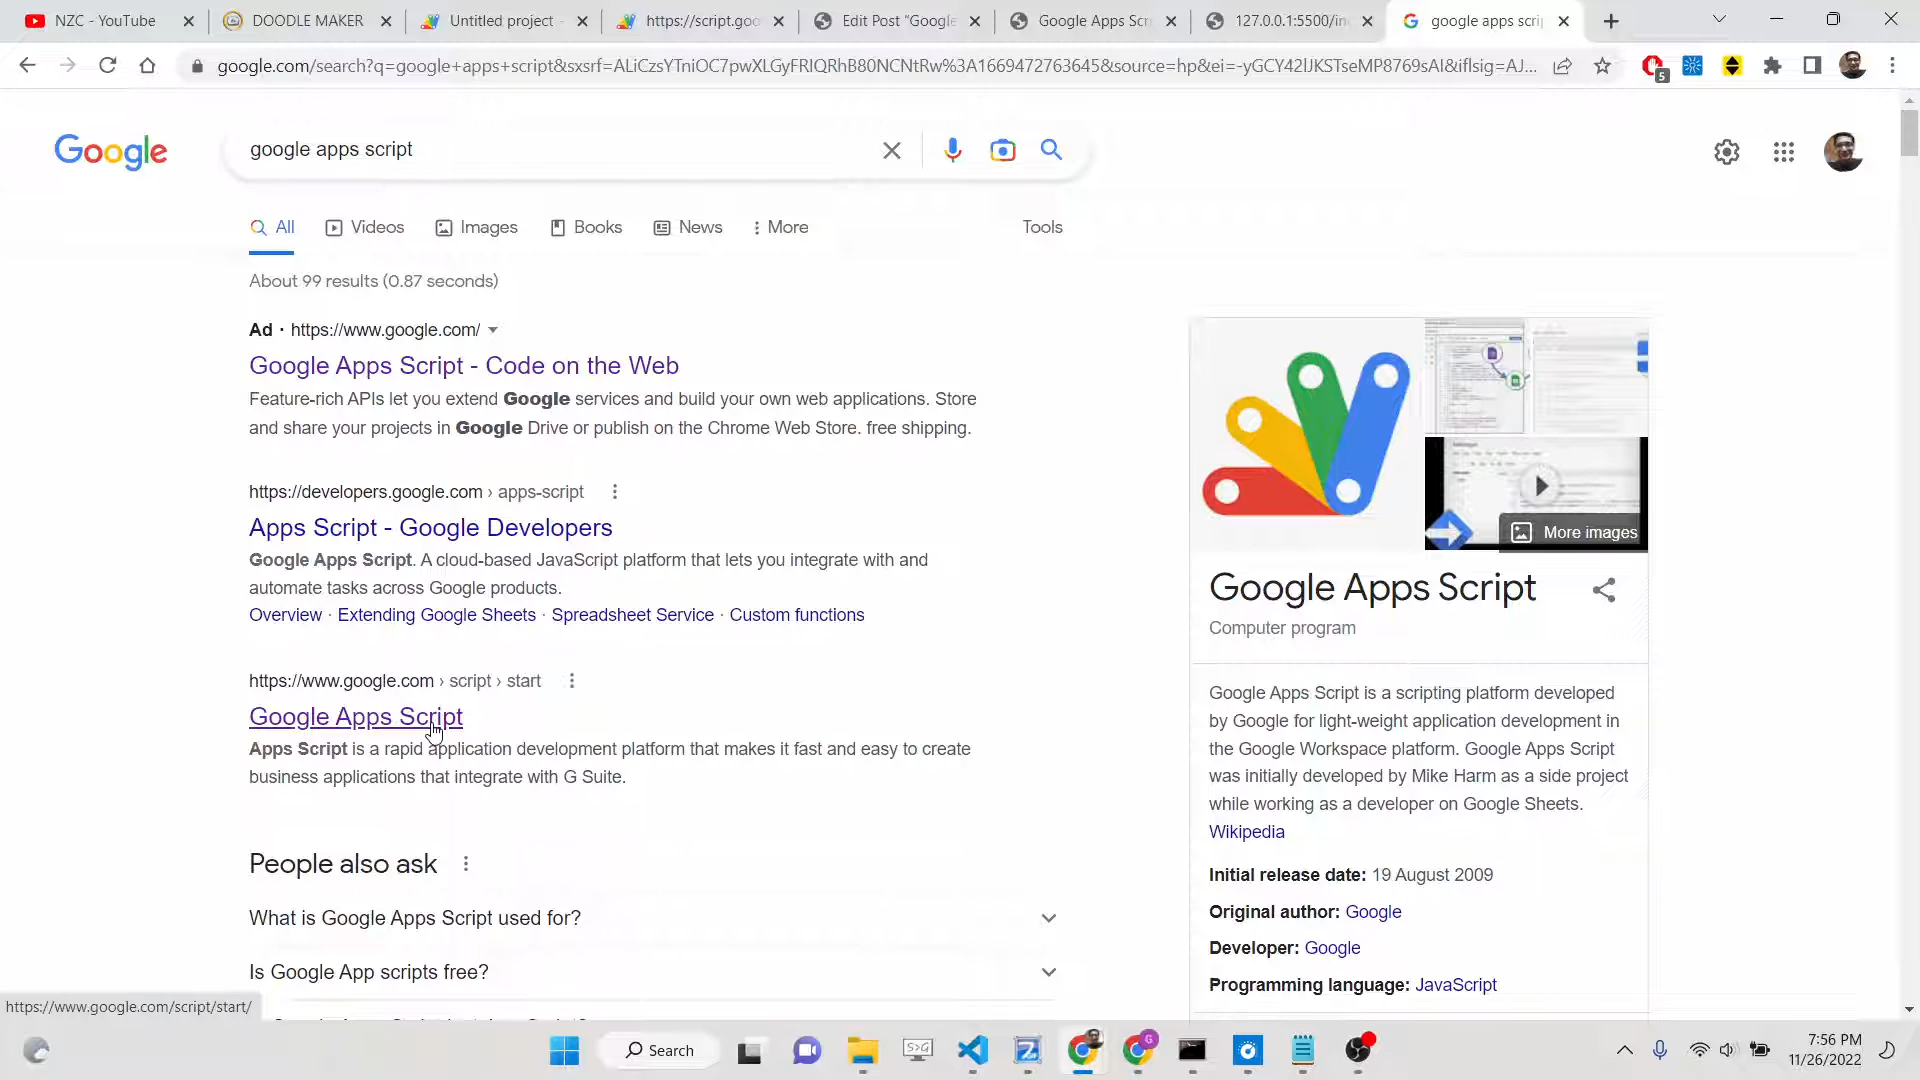 NZC - YouTube
DOODLE MAKER
Untitled project -
https://script.goo
Edit Post "Google
Google Apps Scr
127.0.0.1:5500/in
google apps scri
google.com/search?q=google+apps+script&sxsrf=ALiCzsYTniOC7pwXLGyFRIQRhB80NCNtRw%3A1669472763645&source=hp&ei=-yGCY42lJKSTseMP8769sAI&iflsig=AJ...
5
Google
google apps script
All
Videos
Images
Books
News
More
Tools
About 99 results (0.87 seconds)
Ad · https://www.google.com/
Google Apps Script - Code on the Web
Feature-rich APIs let you extend Google services and build your own web applications. Store
and share your projects in Google Drive or publish on the Chrome Web Store. free shipping.
https://developers.google.com › apps-script
Apps Script - Google Developers
Google Apps Script. A cloud-based JavaScript platform that lets you integrate with and
automate tasks across Google products.
Overview · Extending Google Sheets · Spreadsheet Service · Custom functions
https://www.google.com › script › start
Google Apps Script
Apps Script is a rapid application development platform that makes it fast and easy to create
business applications that integrate with G Suite.
People also ask
What is Google Apps Script used for?
Is Google App scripts free?
More images
Google Apps Script
Computer program
Google Apps Script is a scripting platform developed
by Google for light-weight application development in
the Google Workspace platform. Google Apps Script
was initially developed by Mike Harm as a side project
while working as a developer on Google Sheets.
Wikipedia
Initial release date: 19 August 2009
Original author: Google
Developer: Google
Programming language: JavaScript
https://www.google.com/script/start/
Search
G
7:56 PM
11/26/2022